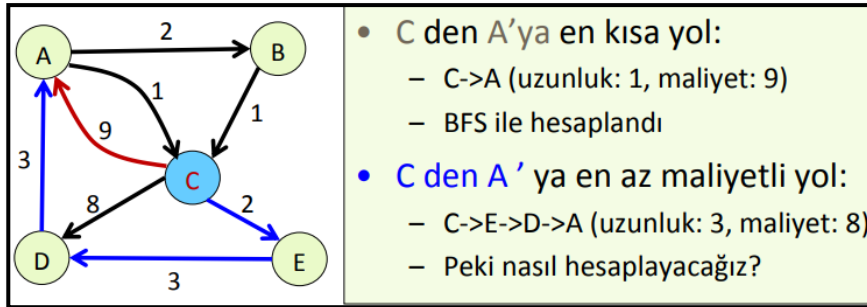 A
2
B
1
1
9
3
C
8
2
D
3
E
• C den A'ya en kısa yol:
– C->A (uzunluk: 1, maliyet: 9)
– BFS ile hesaplandı
• C den A ' ya en az maliyetli yol:
– C->E->D->A (uzunluk: 3, maliyet: 8)
– Peki nasıl hesaplayacağız?